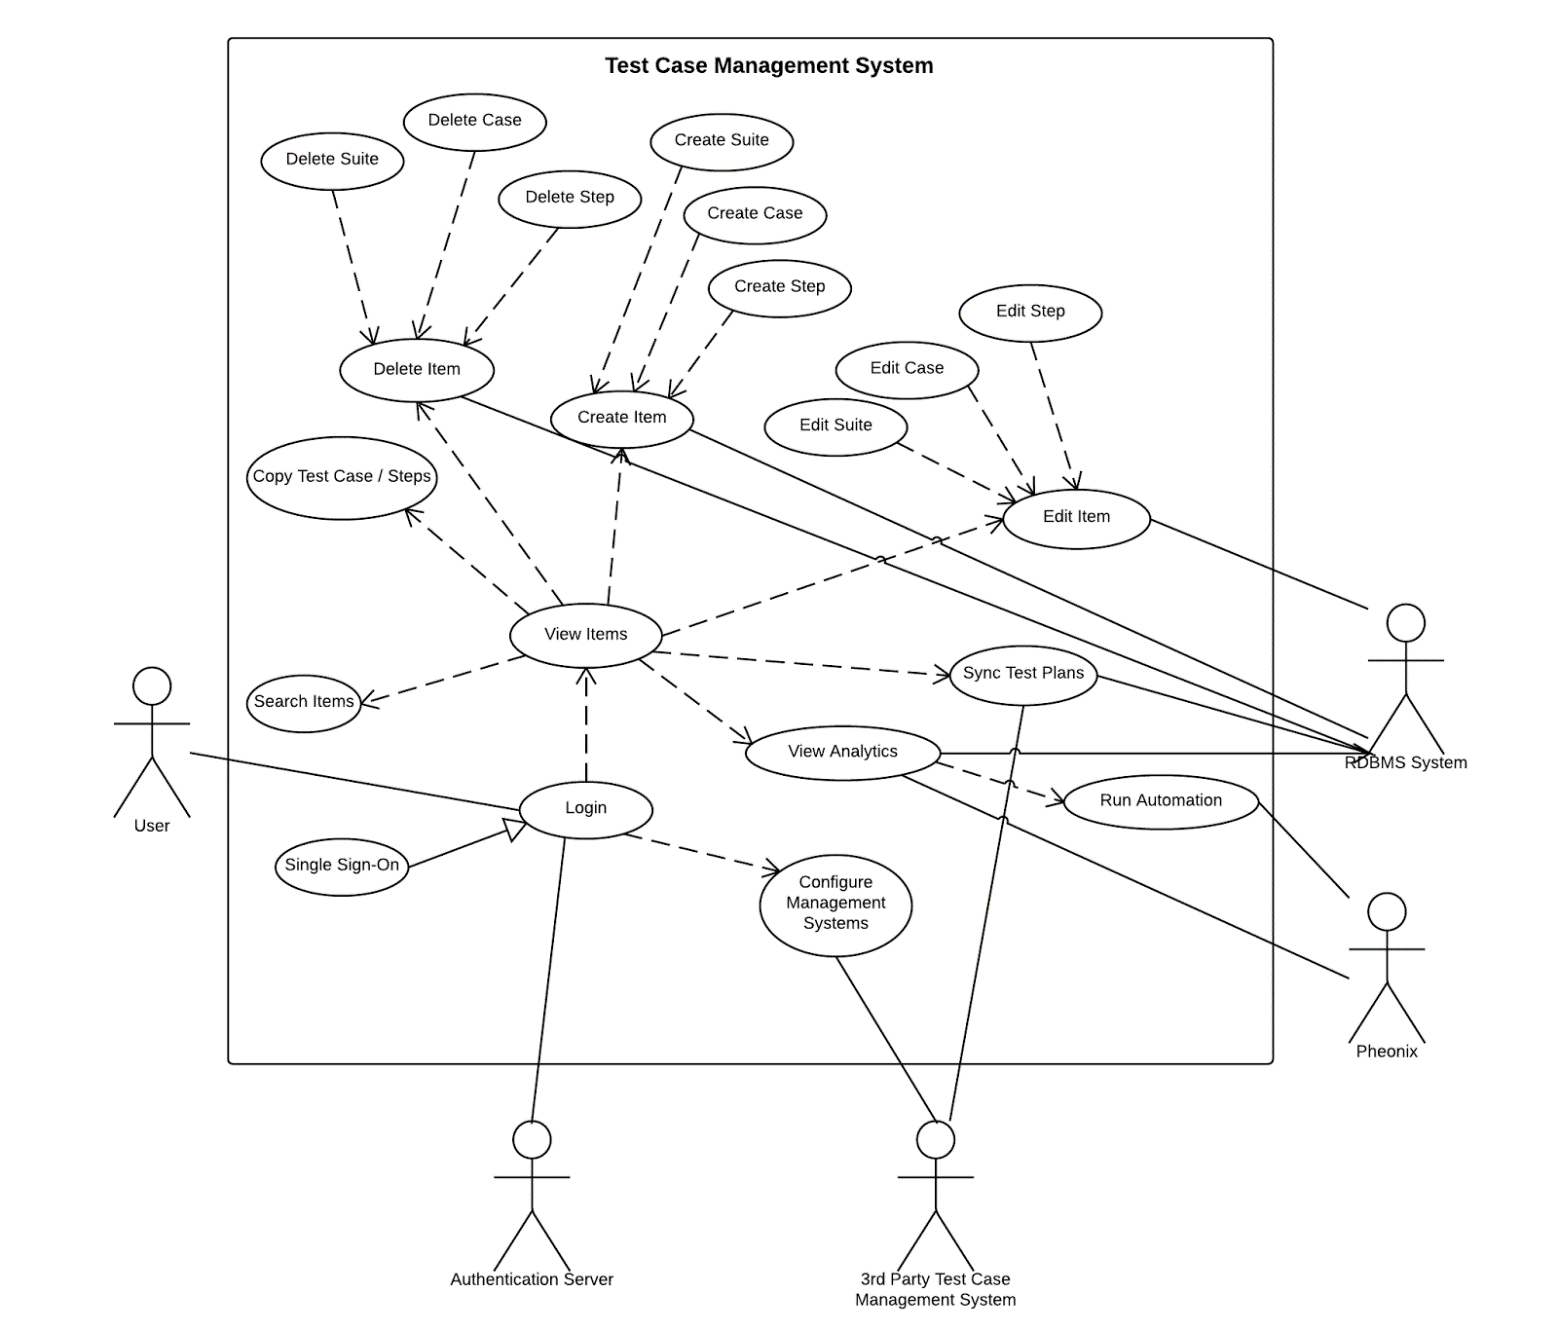 Test Case Management System
Delete Case
Delete Suite
Create Suite
Delete Step
Create Case
Create Step
Edit Step
Delete Item
Edit Case
Create Item
Edit Suite
Copy Test Case / Steps
Edit Item
View Items
Sync Test Plans
Search Items
View Analytics
RDBMS System
Run Automation
Login
User
Single Sign-On
Configure
Management
Systems
Pheonix
Authentication Server
3rd Party Test Case
Management System